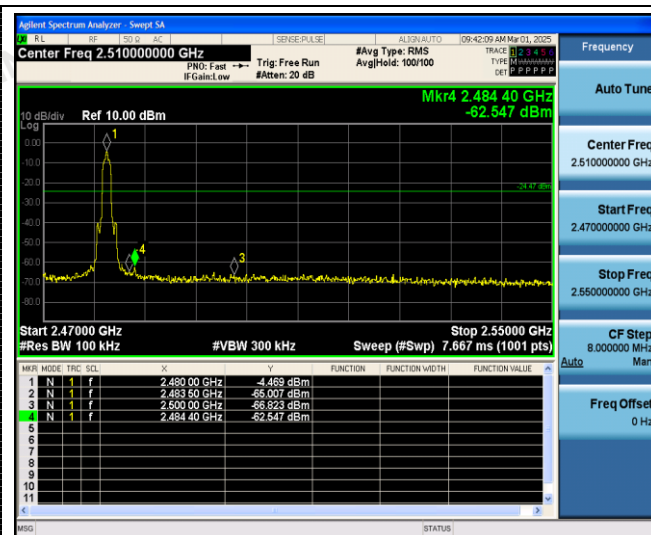 Agilent Spectrum Analyzer - Swept SA
RL RF 50 Ω AC SENSE:PULSE ALIGN AUTO 09:42:09 AM Mar 01, 2025
Center Freq 2.510000000 GHz #Avg Type: RMS TRACE 1 2 3 4 5 6
PNO: Fast Trig: Free Run Avg|Hold: 100/100 TYPE M
IFGain:Low #Atten: 20 dB DET P P P P P P
Mkr4 2.484 40 GHz
10 dB/div Ref 10.00 dBm -62.547 dBm
Log
0.00
-10.0
-20.0
-30.0
-40.0
-50.0
-60.0
-70.0
-80.0
1
4
3
-24.47 dBm
Start 2.47000 GHz Stop 2.55000 GHz
#Res BW 100 kHz #VBW 300 kHz Sweep (#Swp) 7.667 ms (1001 pts)
MKR MODE TRC SCL X Y FUNCTION FUNCTION WIDTH FUNCTION VALUE
1 N 1 f 2.480 00 GHz -4.469 dBm
2 N 1 f 2.483 50 GHz -65.007 dBm
3 N 1 f 2.500 00 GHz -66.823 dBm
4 N 1 f 2.484 40 GHz -62.547 dBm
5
6
7
8
9
10
11
MSG STATUS
Frequency
Auto Tune
Center Freq
2.510000000 GHz
Start Freq
2.470000000 GHz
Stop Freq
2.550000000 GHz
CF Step
8.000000 MHz
Auto Man
Freq Offset
0 Hz